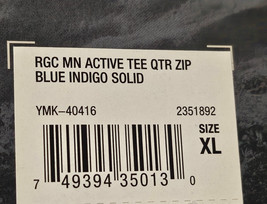 RGC MN ACTIVE TEE QTR ZIP
BLUE INDIGO SOLID
YMK-40416 2351892
SIZE
XL
7 49394 35013 0